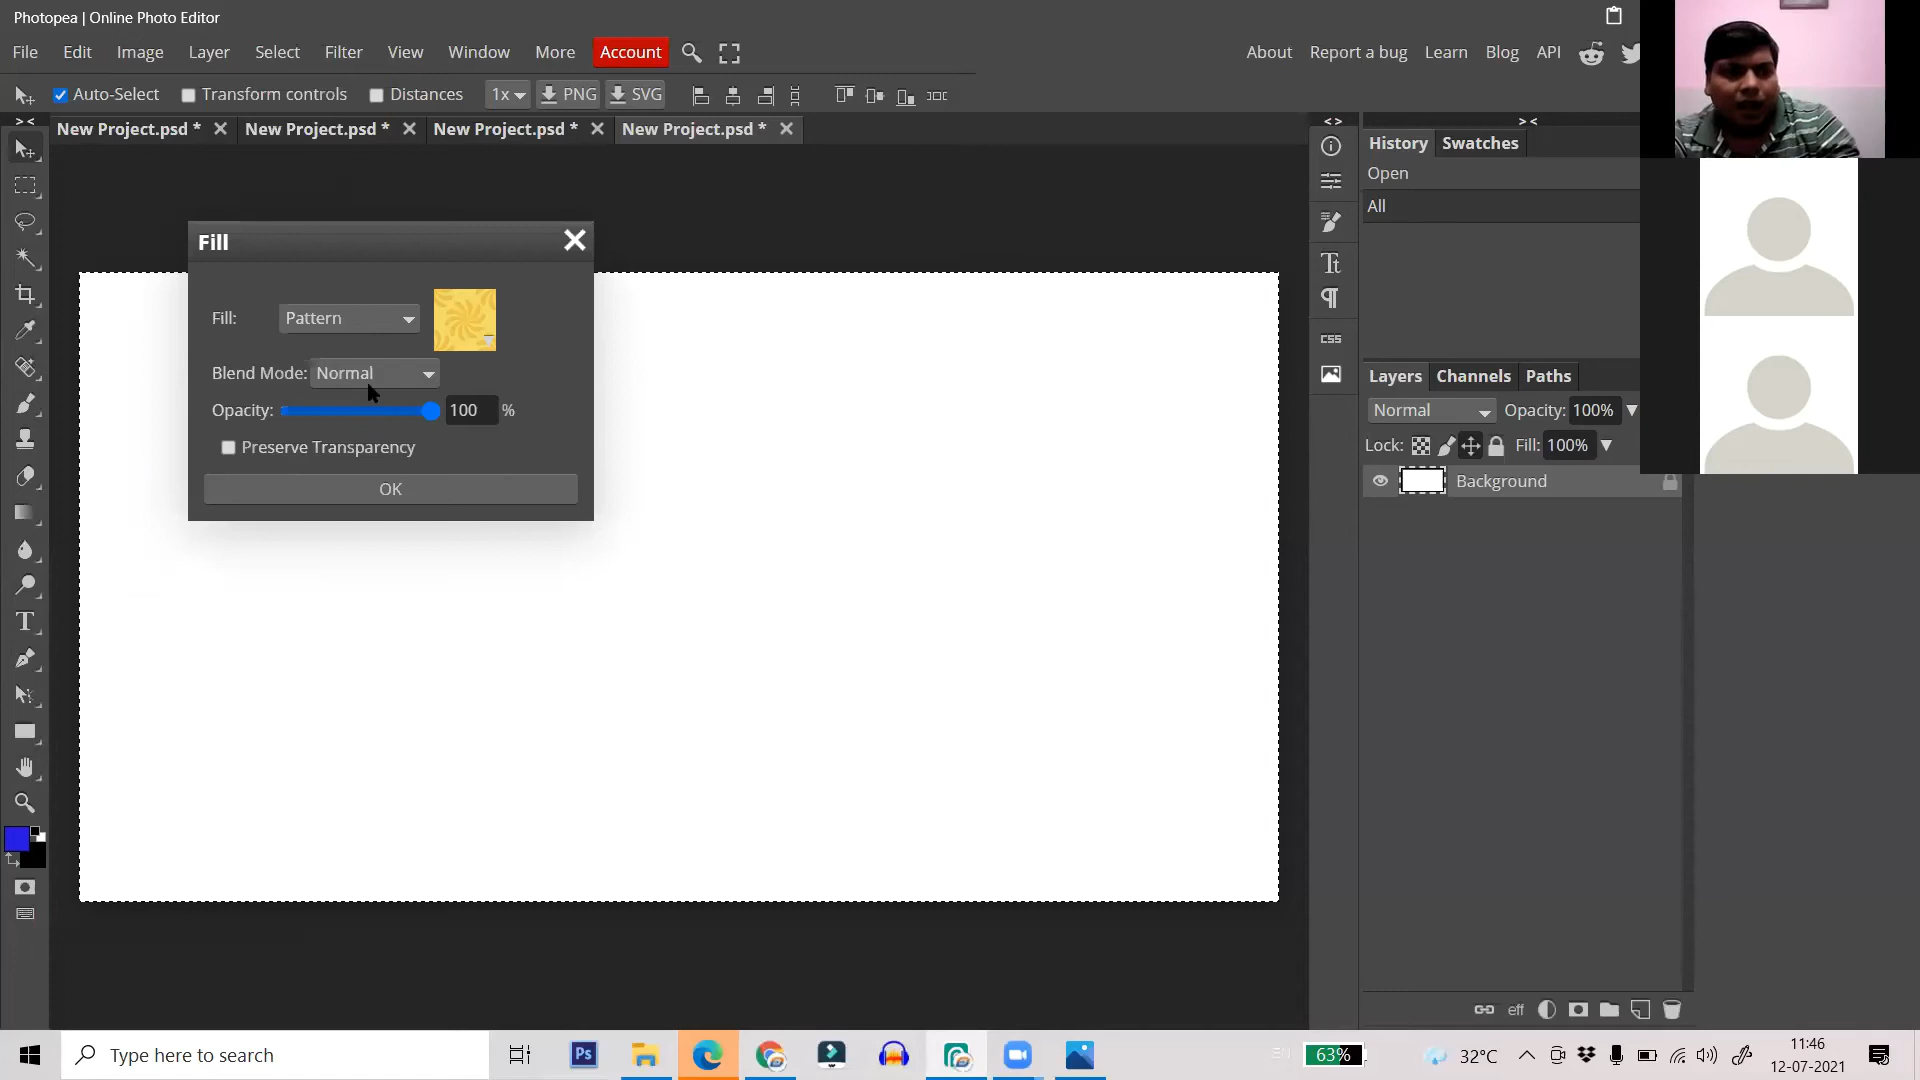 Photopea | Online Photo Editor
File Edit Image Layer Select Filter View Window More Account
About Report a bug Learn Blog API
Auto-Select Transform controls Distances 1x PNG SVG
New Project.psd * New Project.psd * New Project.psd * New Project.psd *
History Swatches
Open
All
Fill
Fill: Pattern
Blend Mode: Normal
Opacity: 100 %
Preserve Transparency
OK
CSS
Layers Channels Paths
Normal Opacity: 100%
Lock: Fill: 100%
Background
eff
Type here to search
Ps
63%
32°C
11:46
12-07-2021